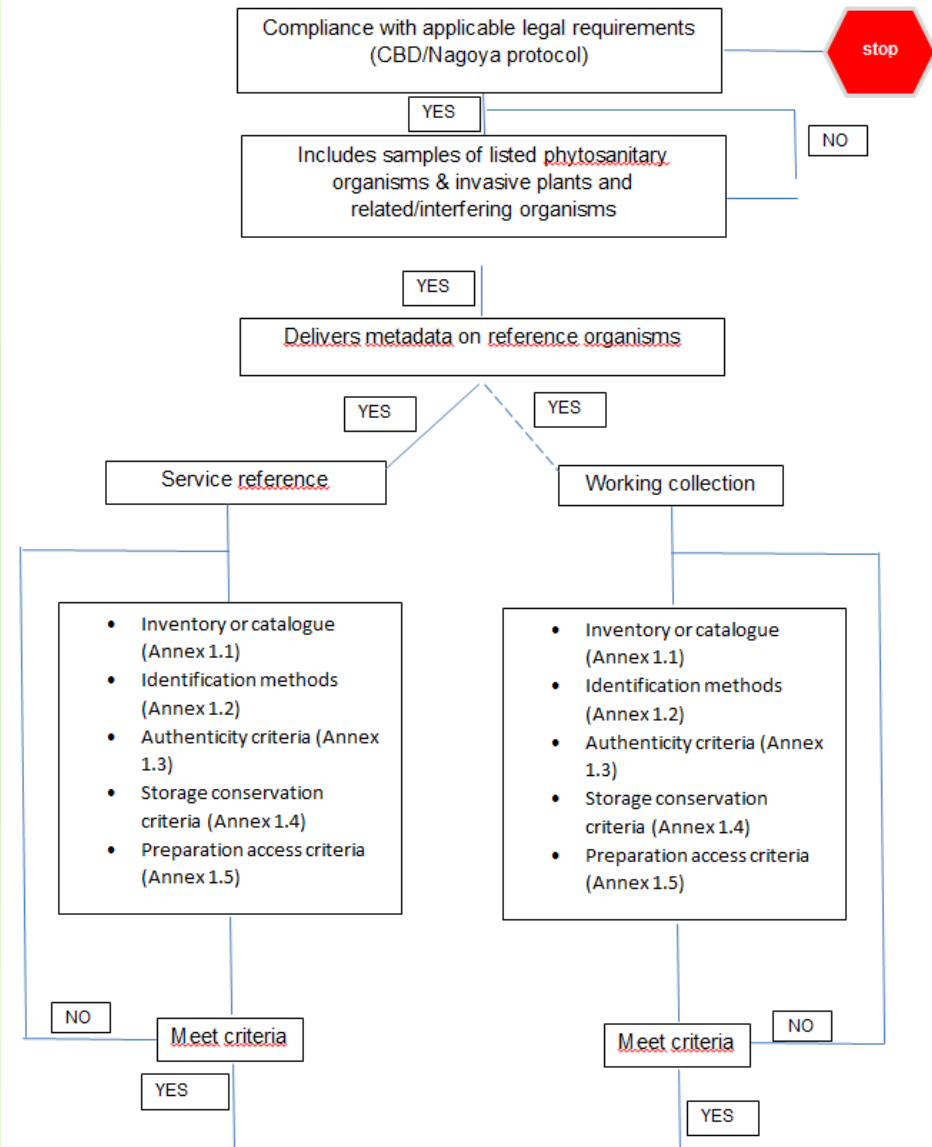 Compliance with applicable legal requirements
(CBD/Nagoya protocol)
stop
YES
NO
Includes samples of listed phytosanitary
organisms & invasive plants and
related/interfering organisms
YES
Delivers metadata on reference organisms
YES
YES
Service reference
Working collection
• Inventory or catalogue
(Annex 1.1)
• Identification methods
(Annex 1.2)
• Authenticity criteria (Annex
1.3)
• Storage conservation
criteria (Annex 1.4)
• Preparation access criteria
(Annex 1.5)
• Inventory or catalogue
(Annex 1.1)
• Identification methods
(Annex 1.2)
• Authenticity criteria (Annex
1.3)
• Storage conservation
criteria (Annex 1.4)
• Preparation access criteria
(Annex 1.5)
NO
Meet criteria
YES
NO
Meet criteria
YES